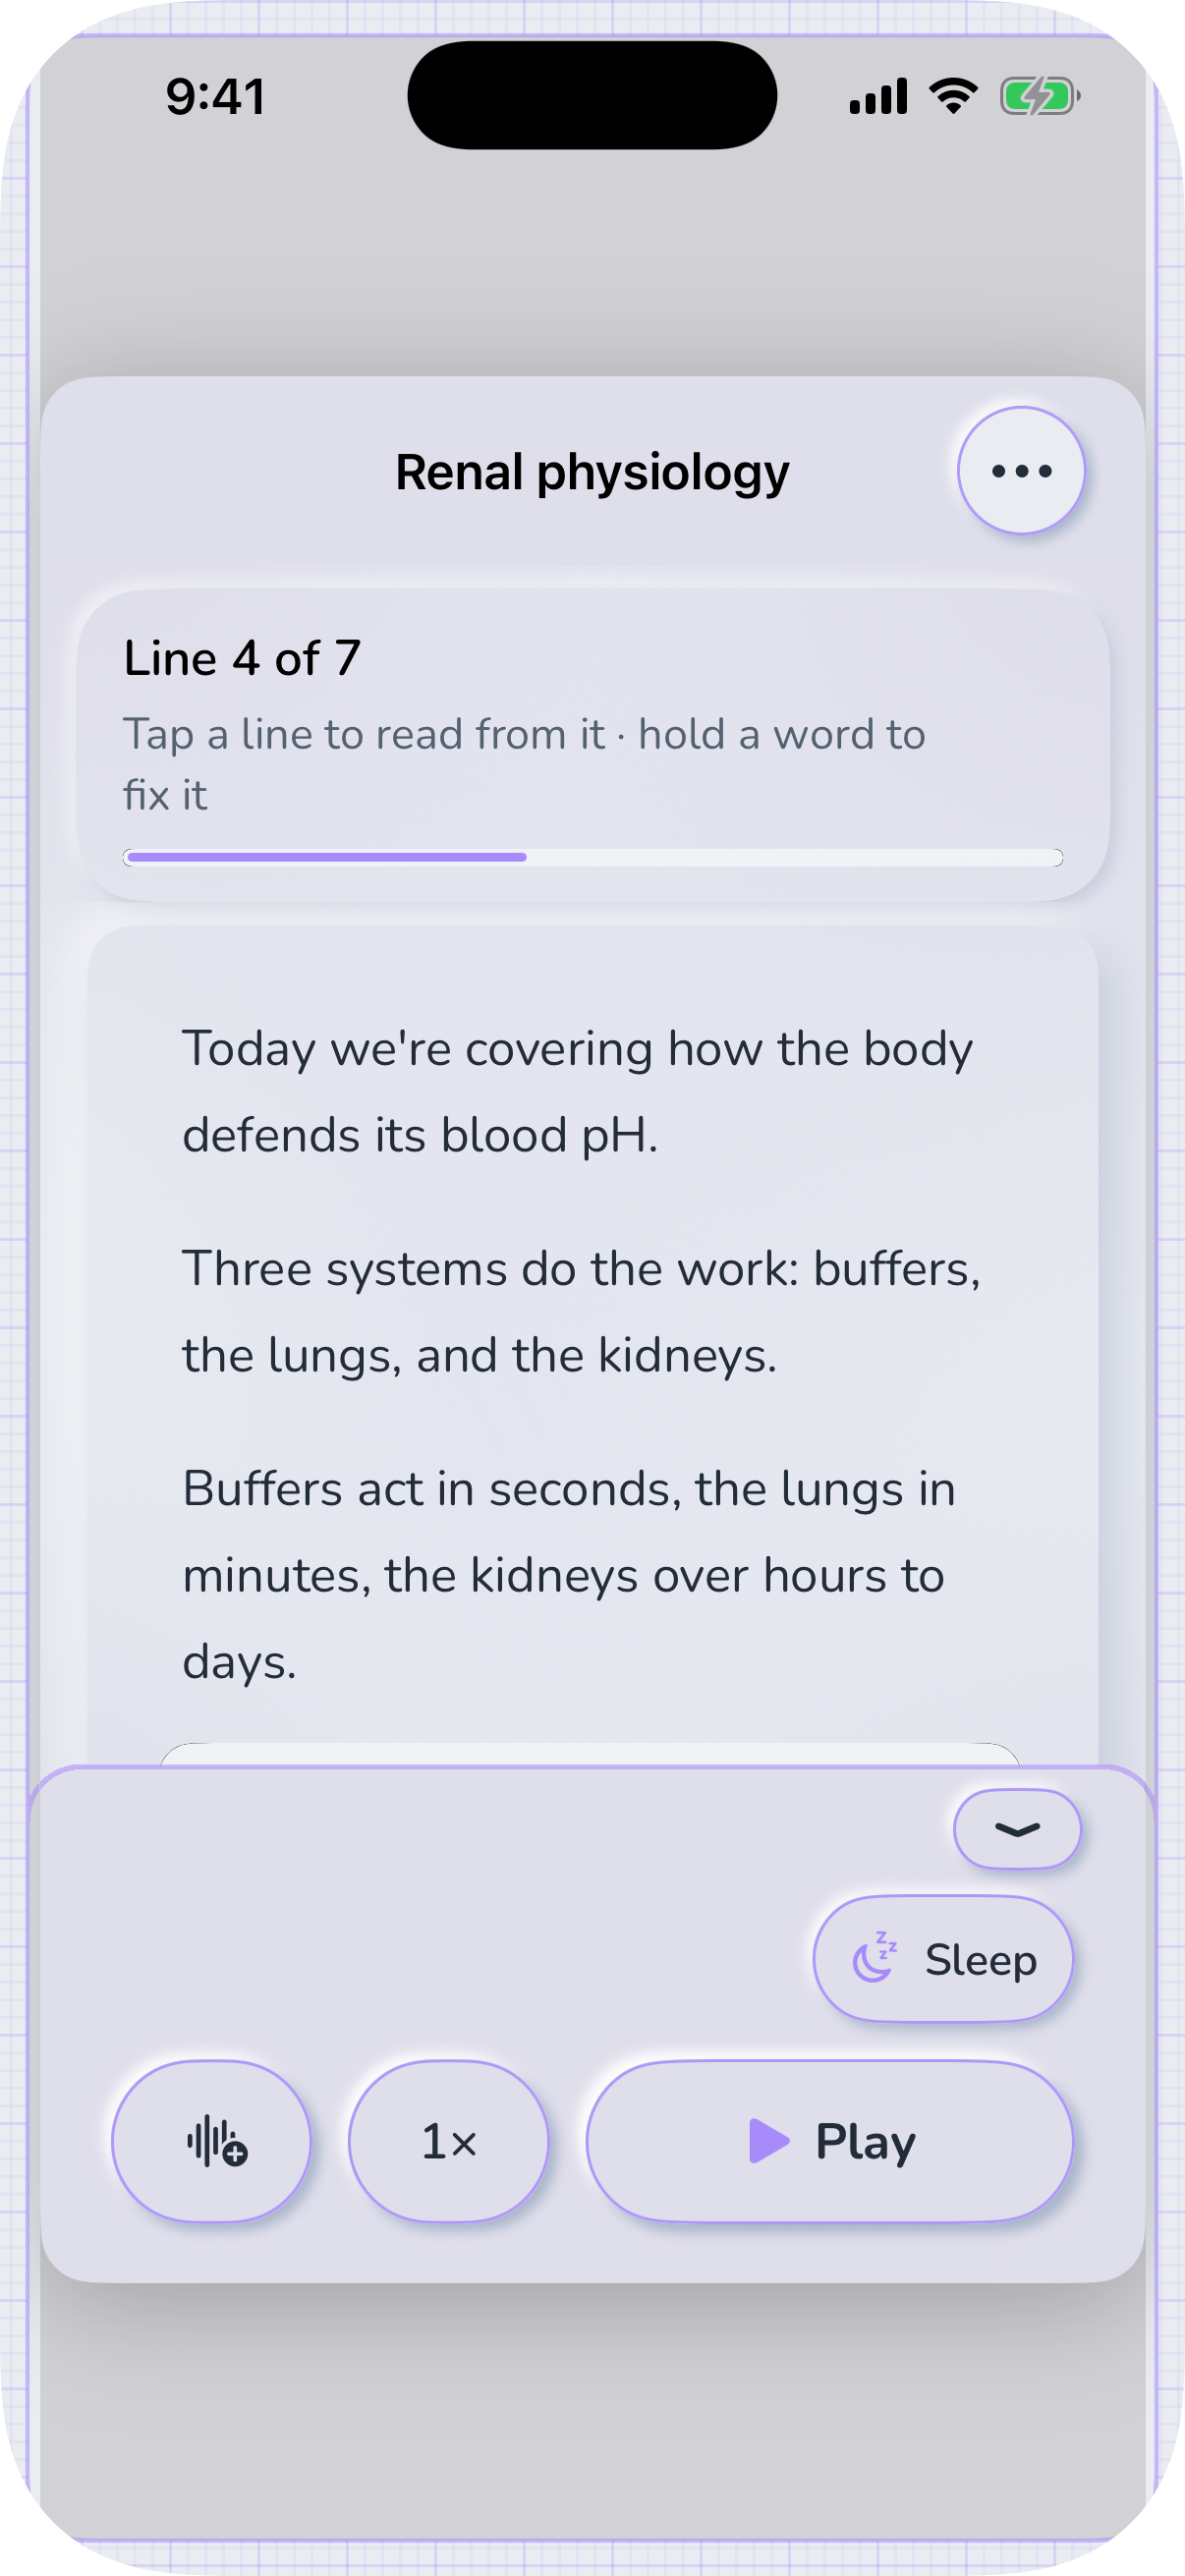 9:41
Renal physiology
Line 4 of 7
Tap a line to read from it · hold a word to
fix it
Today we're covering how the body
defends its blood pH.
Three systems do the work: buffers,
the lungs, and the kidneys.
Buffers act in seconds, the lungs in
minutes, the kidneys over hours to
days.
Sleep
1×
Play